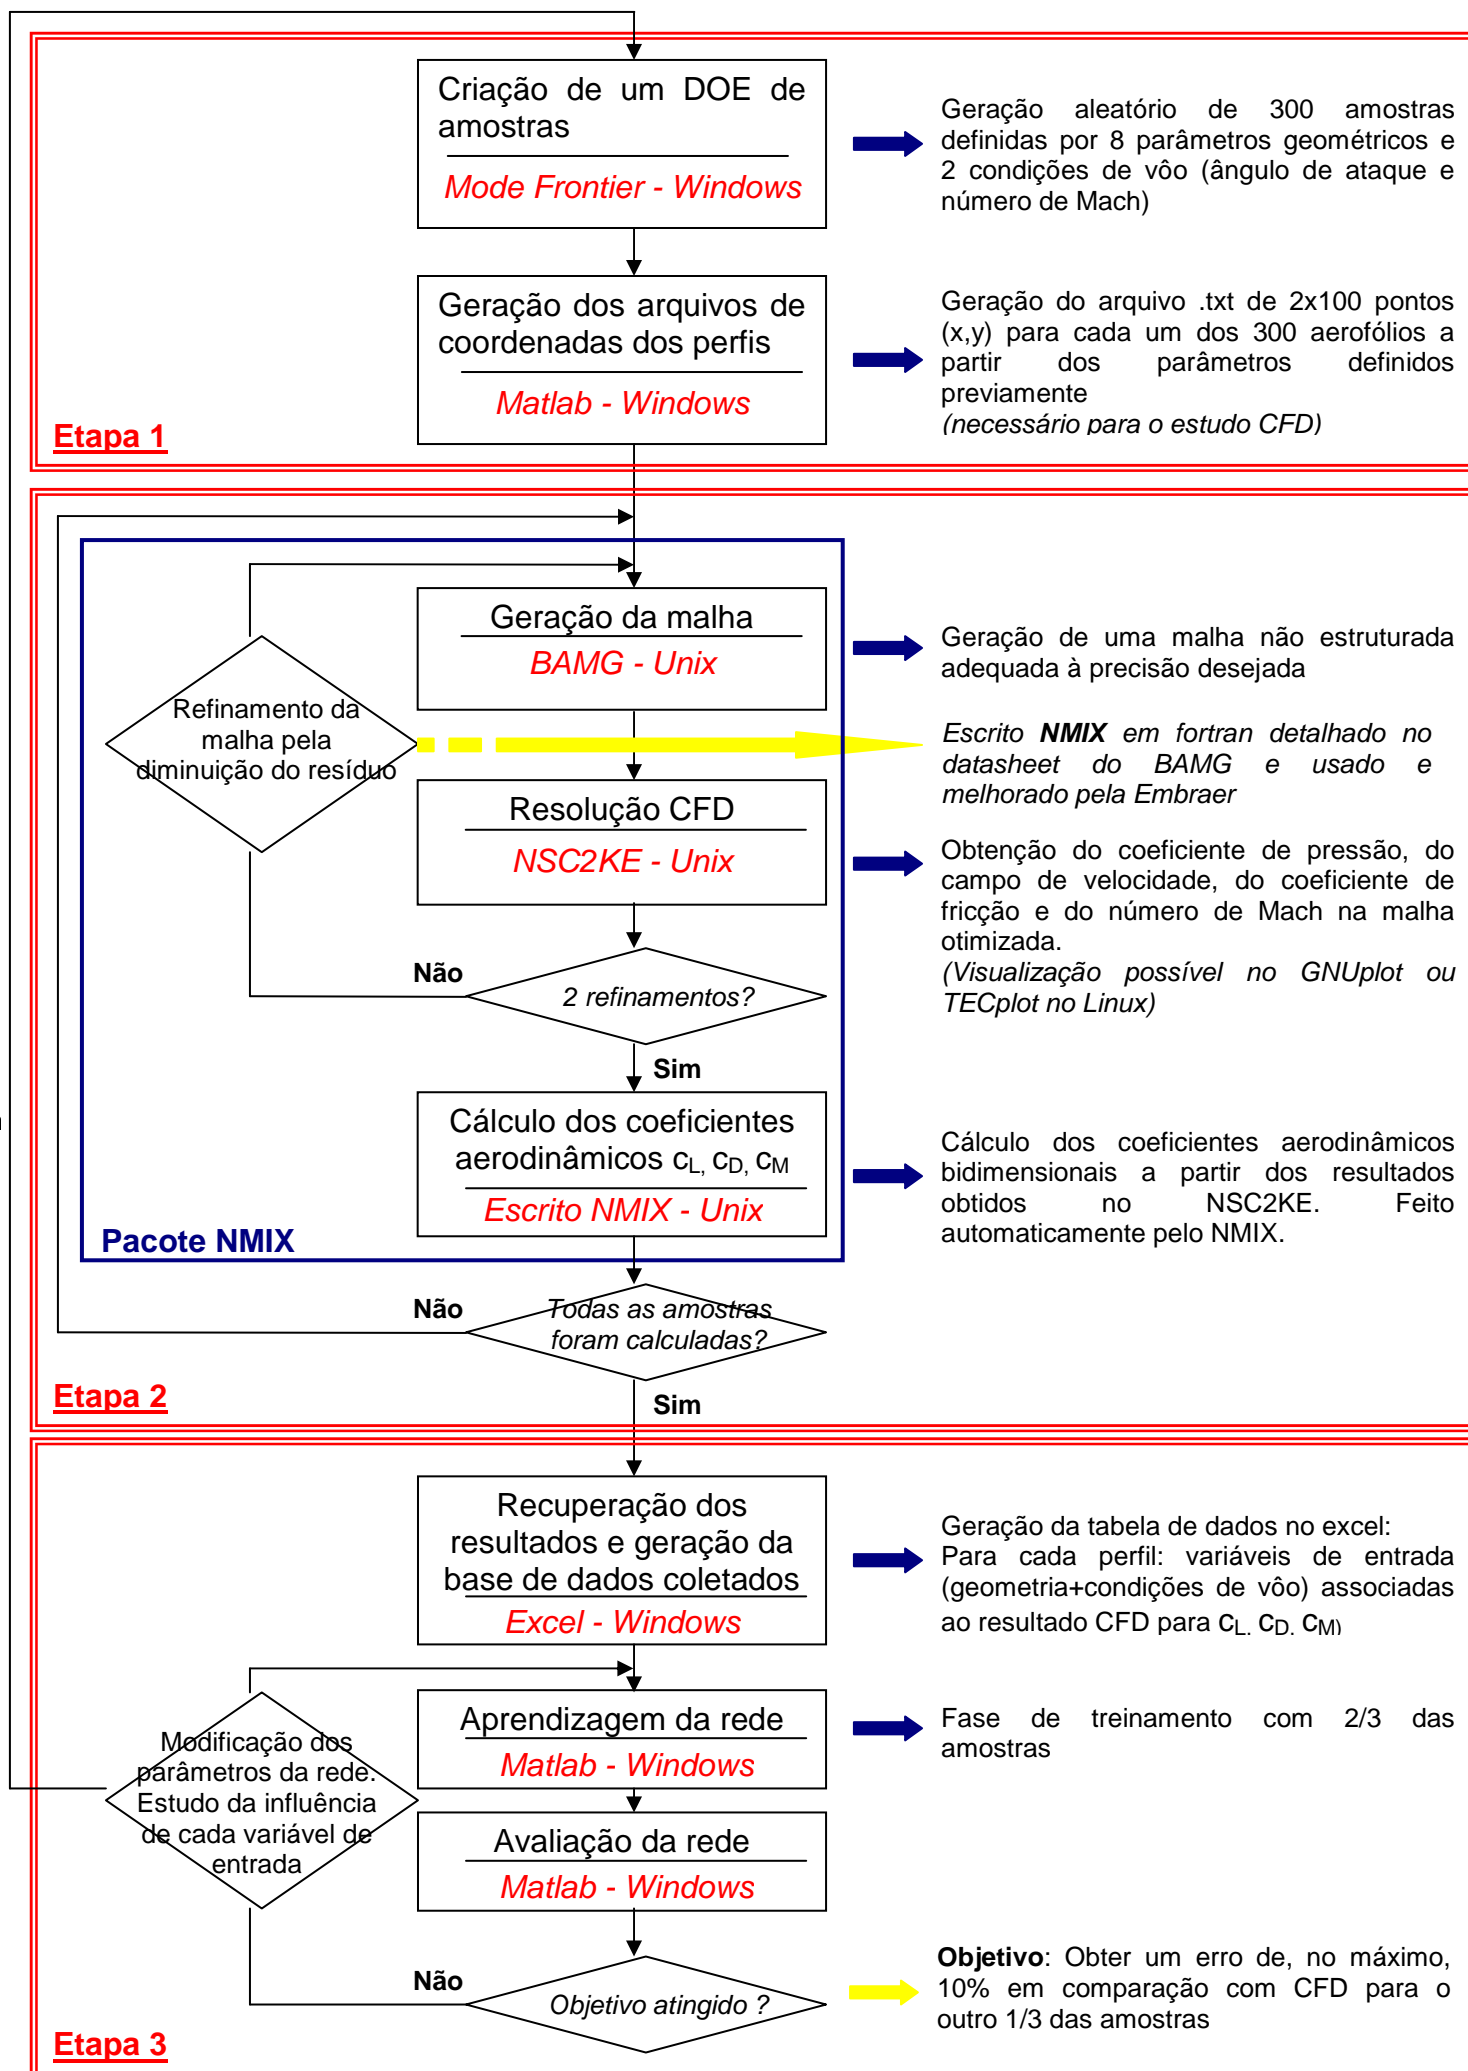 Criação de um DOE de
amostras
Mode Frontier - Windows
Geração aleatório de 300 amostras
definidas por 8 parâmetros geométricos e
2 condições de vôo (ângulo de ataque e
número de Mach)
Geração dos arquivos de
coordenadas dos perfis
Matlab - Windows
Geração do arquivo .txt de 2x100 pontos
(x,y) para cada um dos 300 aerofólios a
partir dos parâmetros definidos
previamente
(necessário para o estudo CFD)
Etapa 1
Geração da malha
BAMG - Unix
Geração de uma malha não estruturada
adequada à precisão desejada
Refinamento da
malha pela
diminuição do resíduo
Escrito NMIX em fortran detalhado no
datasheet do BAMG e usado e
melhorado pela Embraer
Resolução CFD
NSC2KE - Unix
Obtenção do coeficiente de pressão, do
campo de velocidade, do coeficiente de
fricção e do número de Mach na malha
otimizada.
(Visualização possível no GNUplot ou
TECplot no Linux)
Não
2 refinamentos?
Sim
Cálculo dos coeficientes
aerodinâmicos cL, cD, cM
Escrito NMIX - Unix
Cálculo dos coeficientes aerodinâmicos
bidimensionais a partir dos resultados
obtidos no NSC2KE. Feito
automaticamente pelo NMIX.
Pacote NMIX
Não
Todas as amostras
foram calculadas?
Sim
Etapa 2
Recuperação dos
resultados e geração da
base de dados coletados
Excel - Windows
Geração da tabela de dados no excel:
Para cada perfil: variáveis de entrada
(geometria+condições de vôo) associadas
ao resultado CFD para cL, cD, cM)
Aprendizagem da rede
Matlab - Windows
Fase de treinamento com 2/3 das
amostras
Modificação dos
parâmetros da rede.
Estudo da influência
de cada variável de
entrada
Avaliação da rede
Matlab - Windows
Não
Objetivo atingido ?
Objetivo: Obter um erro de, no máximo,
10% em comparação com CFD para o
outro 1/3 das amostras
Etapa 3